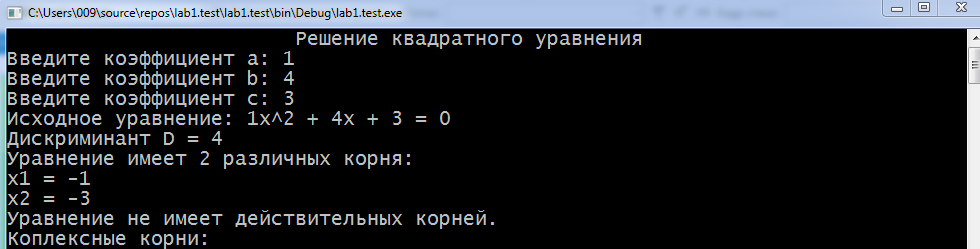 C:\Users\009\source\repos\lab1.test\lab1.test\bin\Debug\lab1.test.exe
Решение квадратного уравнения
Введите коэффициент a: 1
Введите коэффициент b: 4
Введите коэффициент c: 3
Исходное уравнение: 1x^2 + 4x + 3 = 0
Дискриминант D = 4
Уравнение имеет 2 различных корня:
x1 = -1
x2 = -3
Уравнение не имеет действительных корней.
Коплексные корни: